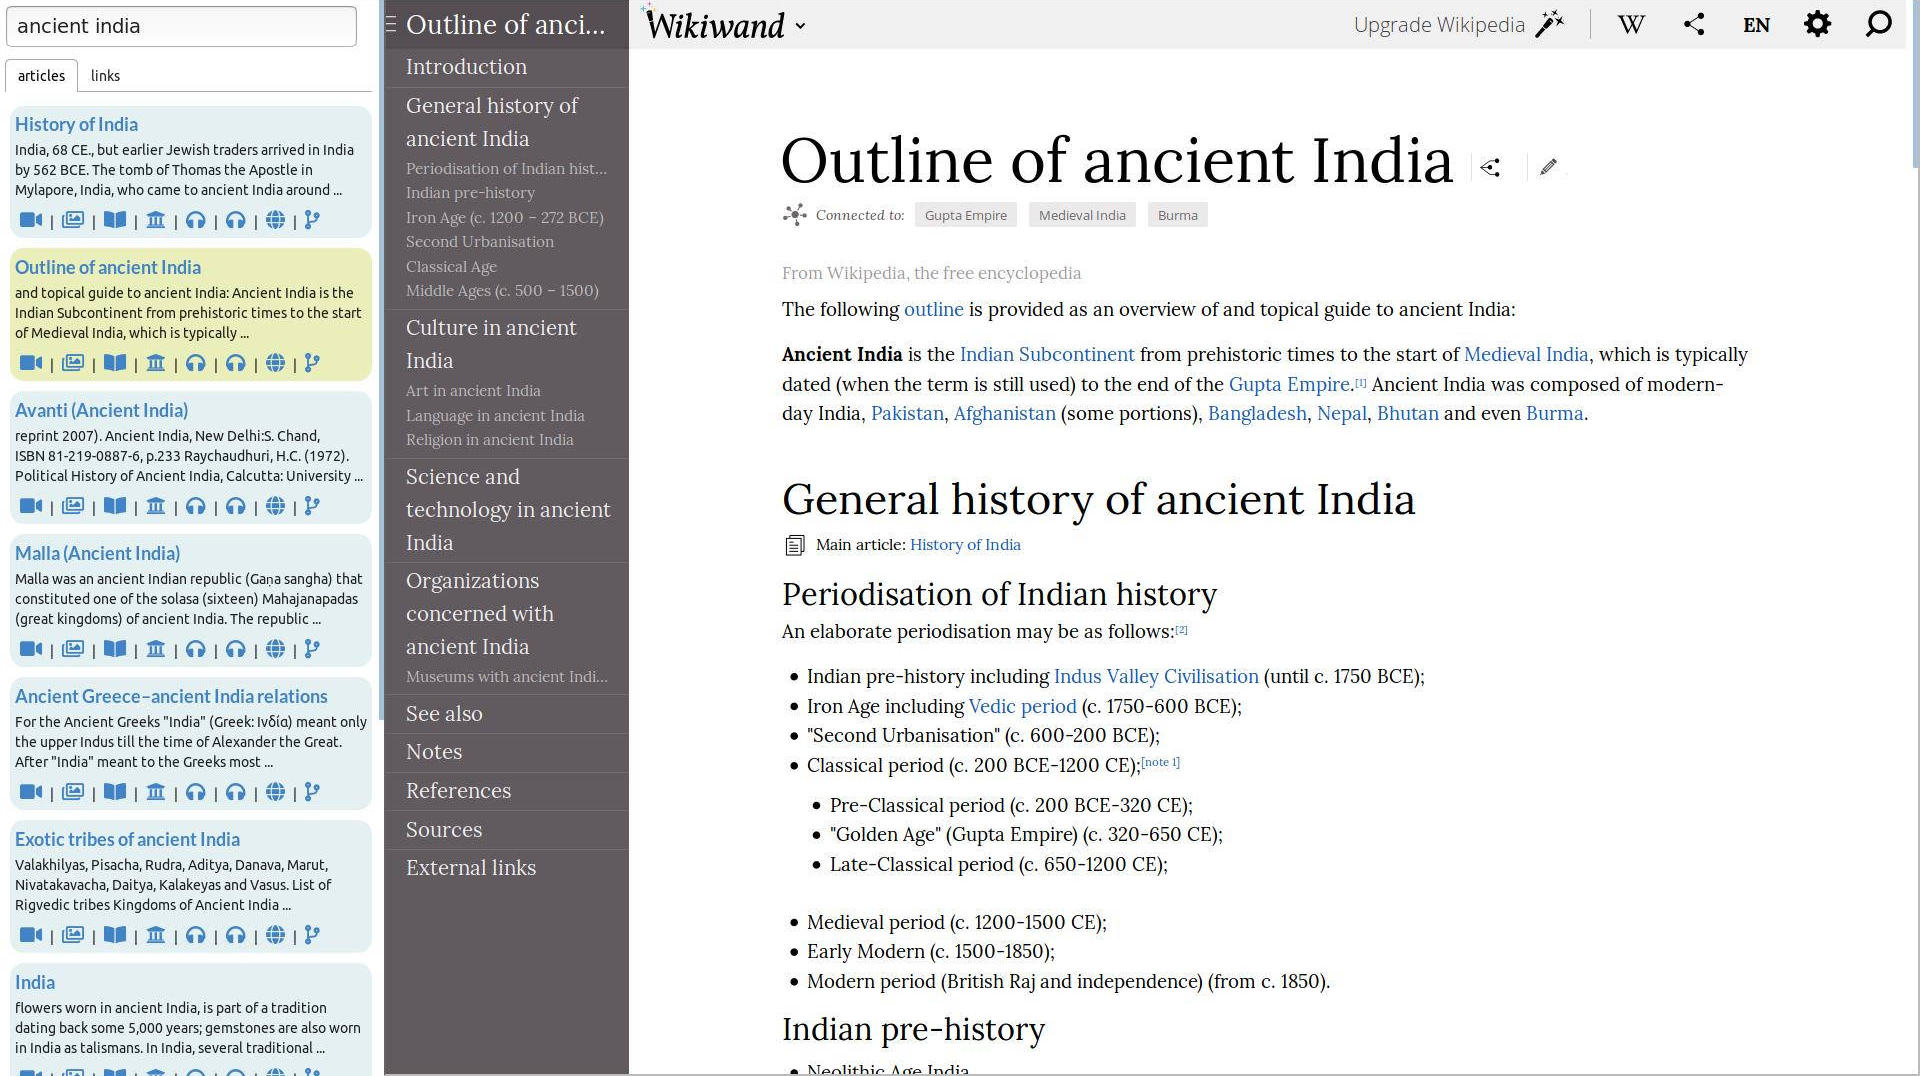 ancient india
articles
links
History of India
India, 68 CE., but earlier Jewish traders arrived in India
by 562 BCE. The tomb of Thomas the Apostle in
Mylapore, India, who came to ancient India around ...
Outline of ancient India
and topical guide to ancient India: Ancient India is the
Indian Subcontinent from prehistoric times to the start
of Medieval India, which is typically ...
Avanti (Ancient India)
reprint 2007). Ancient India, New Delhi:S. Chand,
ISBN 81-219-0887-6, p.233 Raychaudhuri, H.C. (1972).
Political History of Ancient India, Calcutta: University ...
Malla (Ancient India)
Malla was an ancient Indian republic (Gaṇa sangha) that
constituted one of the solasa (sixteen) Mahajanapadas
(great kingdoms) of ancient India. The republic ...
Ancient Greece–ancient India relations
For the Ancient Greeks "India" (Greek: Ινδία) meant only
the upper Indus till the time of Alexander the Great.
After "India" meant to the Greeks most ...
Exotic tribes of ancient India
Valakhilyas, Pisacha, Rudra, Aditya, Danava, Marut,
Nivatakavacha, Daitya, Kalakeyas and Vasus. List of
Rigvedic tribes Kingdoms of Ancient India ...
India
flowers worn in ancient India, is part of a tradition
dating back some 5,000 years; gemstones are also worn
in India as talismans. In India, several traditional ...
Outline of anci...
Introduction
General history of
ancient India
Periodisation of Indian hist...
Indian pre-history
Iron Age (c. 1200 – 272 BCE)
Second Urbanisation
Classical Age
Middle Ages (c. 500 – 1500)
Culture in ancient
India
Art in ancient India
Language in ancient India
Religion in ancient India
Science and
technology in ancient
India
Organizations
concerned with
ancient India
Museums with ancient Indi...
See also
Notes
References
Sources
External links
Wikiwand
Upgrade Wikipedia
W
EN
Outline of ancient India
Connected to:
Gupta Empire
Medieval India
Burma
From Wikipedia, the free encyclopedia
The following outline is provided as an overview of and topical guide to ancient India:
Ancient India is the Indian Subcontinent from prehistoric times to the start of Medieval India, which is typically
dated (when the term is still used) to the end of the Gupta Empire.[1] Ancient India was composed of modern-
day India, Pakistan, Afghanistan (some portions), Bangladesh, Nepal, Bhutan and even Burma.
General history of ancient India
Main article: History of India
Periodisation of Indian history
An elaborate periodisation may be as follows:[2]
• Indian pre-history including Indus Valley Civilisation (until c. 1750 BCE);
• Iron Age including Vedic period (c. 1750-600 BCE);
• "Second Urbanisation" (c. 600-200 BCE);
• Classical period (c. 200 BCE-1200 CE);[note 1]
• Pre-Classical period (c. 200 BCE-320 CE);
• "Golden Age" (Gupta Empire) (c. 320-650 CE);
• Late-Classical period (c. 650-1200 CE);
• Medieval period (c. 1200-1500 CE);
• Early Modern (c. 1500-1850);
• Modern period (British Raj and independence) (from c. 1850).
Indian pre-history
• Neolithic Age India